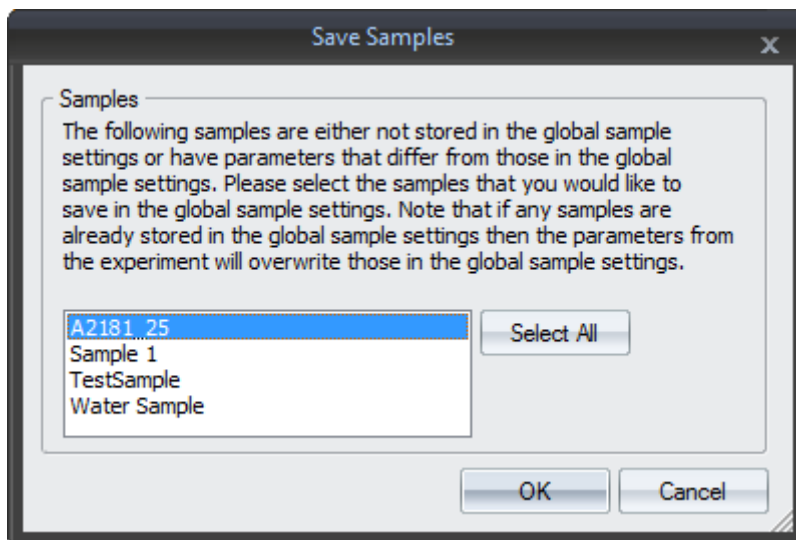 Save Samples
x
Samples
The following samples are either not stored in the global sample
settings or have parameters that differ from those in the global
sample settings. Please select the samples that you would like to
save in the global sample settings. Note that if any samples are
already stored in the global sample settings then the parameters from
the experiment will overwrite those in the global sample settings.
A2181_25
Select All
Sample 1
TestSample
Water Sample
OK
Cancel